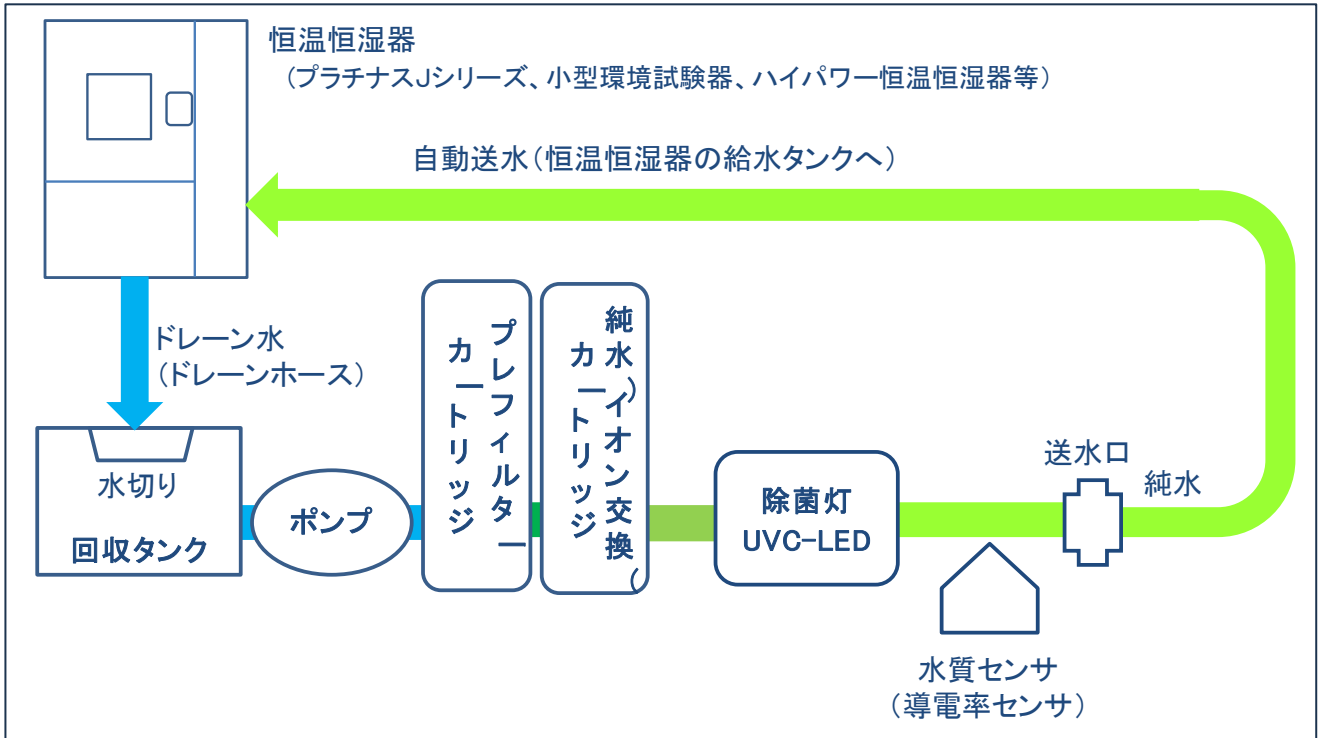 恒温恒湿器
（プラチナスJシリーズ、小型環境試験器、ハイパワー恒温恒湿器等）
自動送水（恒温恒湿器の給水タンクへ）
ドレーン水
（ドレーンホース）
水切り
回収タンク
ポンプ
プレフィルター
カートリッジ
純水）イオン交換（
カートリッジ
除菌灯
UVC-LED
送水口
純水
水質センサ
（導電率センサ）